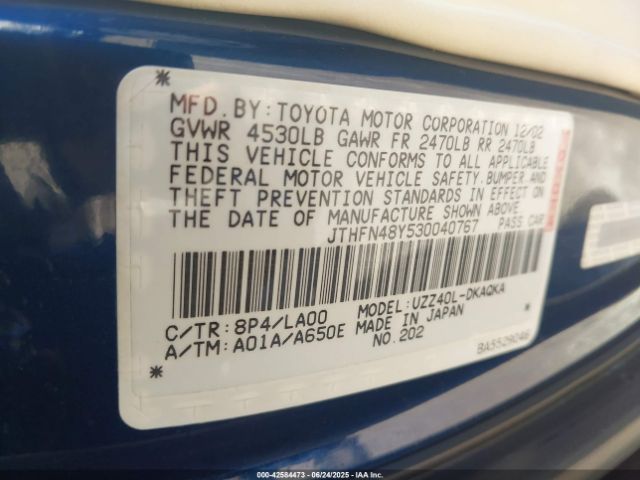 MFD. BY: TOYOTA MOTOR CORPORATION 12/02
GVWR 4530LB GAWR FR 2470LB RR 2470LB
THIS VEHICLE CONFORMS TO ALL APPLICABLE
FEDERAL MOTOR VEHICLE SAFETY, BUMPER AND
THEFT PREVENTION STANDARDS IN EFFECT ON
THE DATE OF MANUFACTURE SHOWN ABOVE
JTHFN48Y530040767 PASS CAR
C/TR: 8P4/LA00 MODEL: UZZ40L-DKAQKA
A/TM: A01A/A650E MADE IN JAPAN
NO. 202 BA5529246
000-42584473 - 06/24/2025 - IAAI.COM